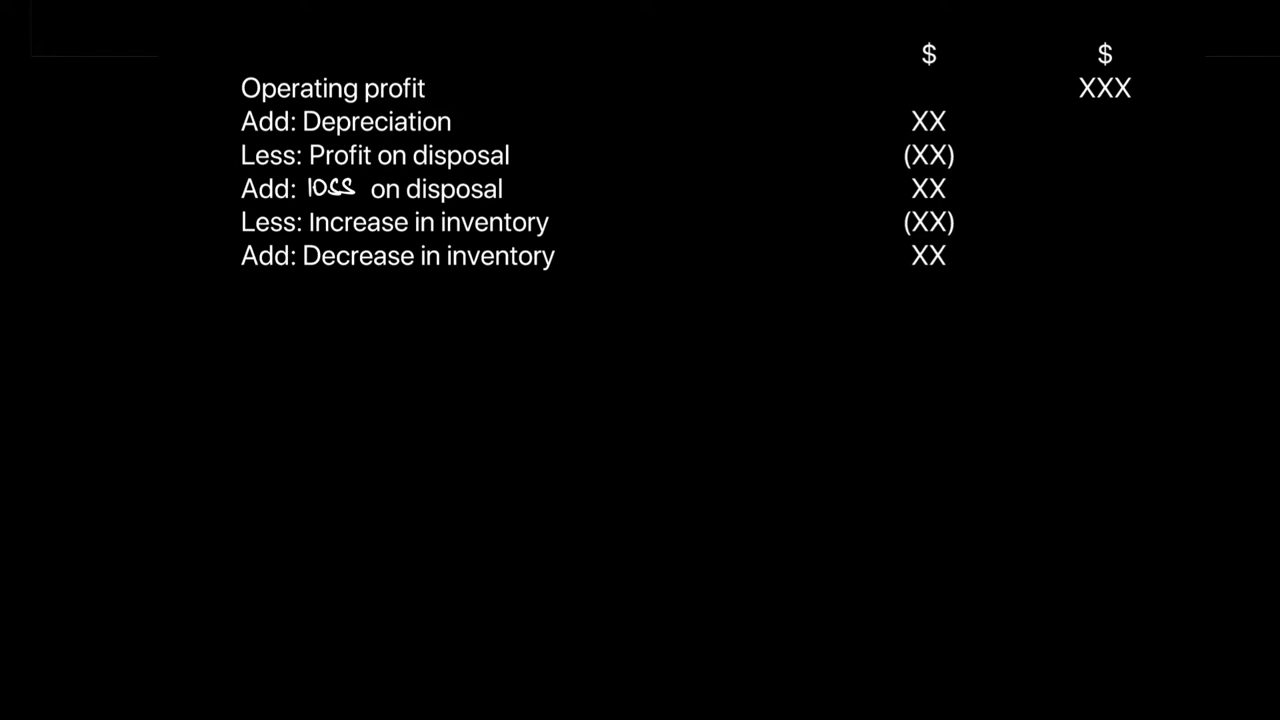 $ $
Operating profit XXX
Add: Depreciation XX
Less: Profit on disposal (XX)
Add: loss on disposal XX
Less: Increase in inventory (XX)
Add: Decrease in inventory XX